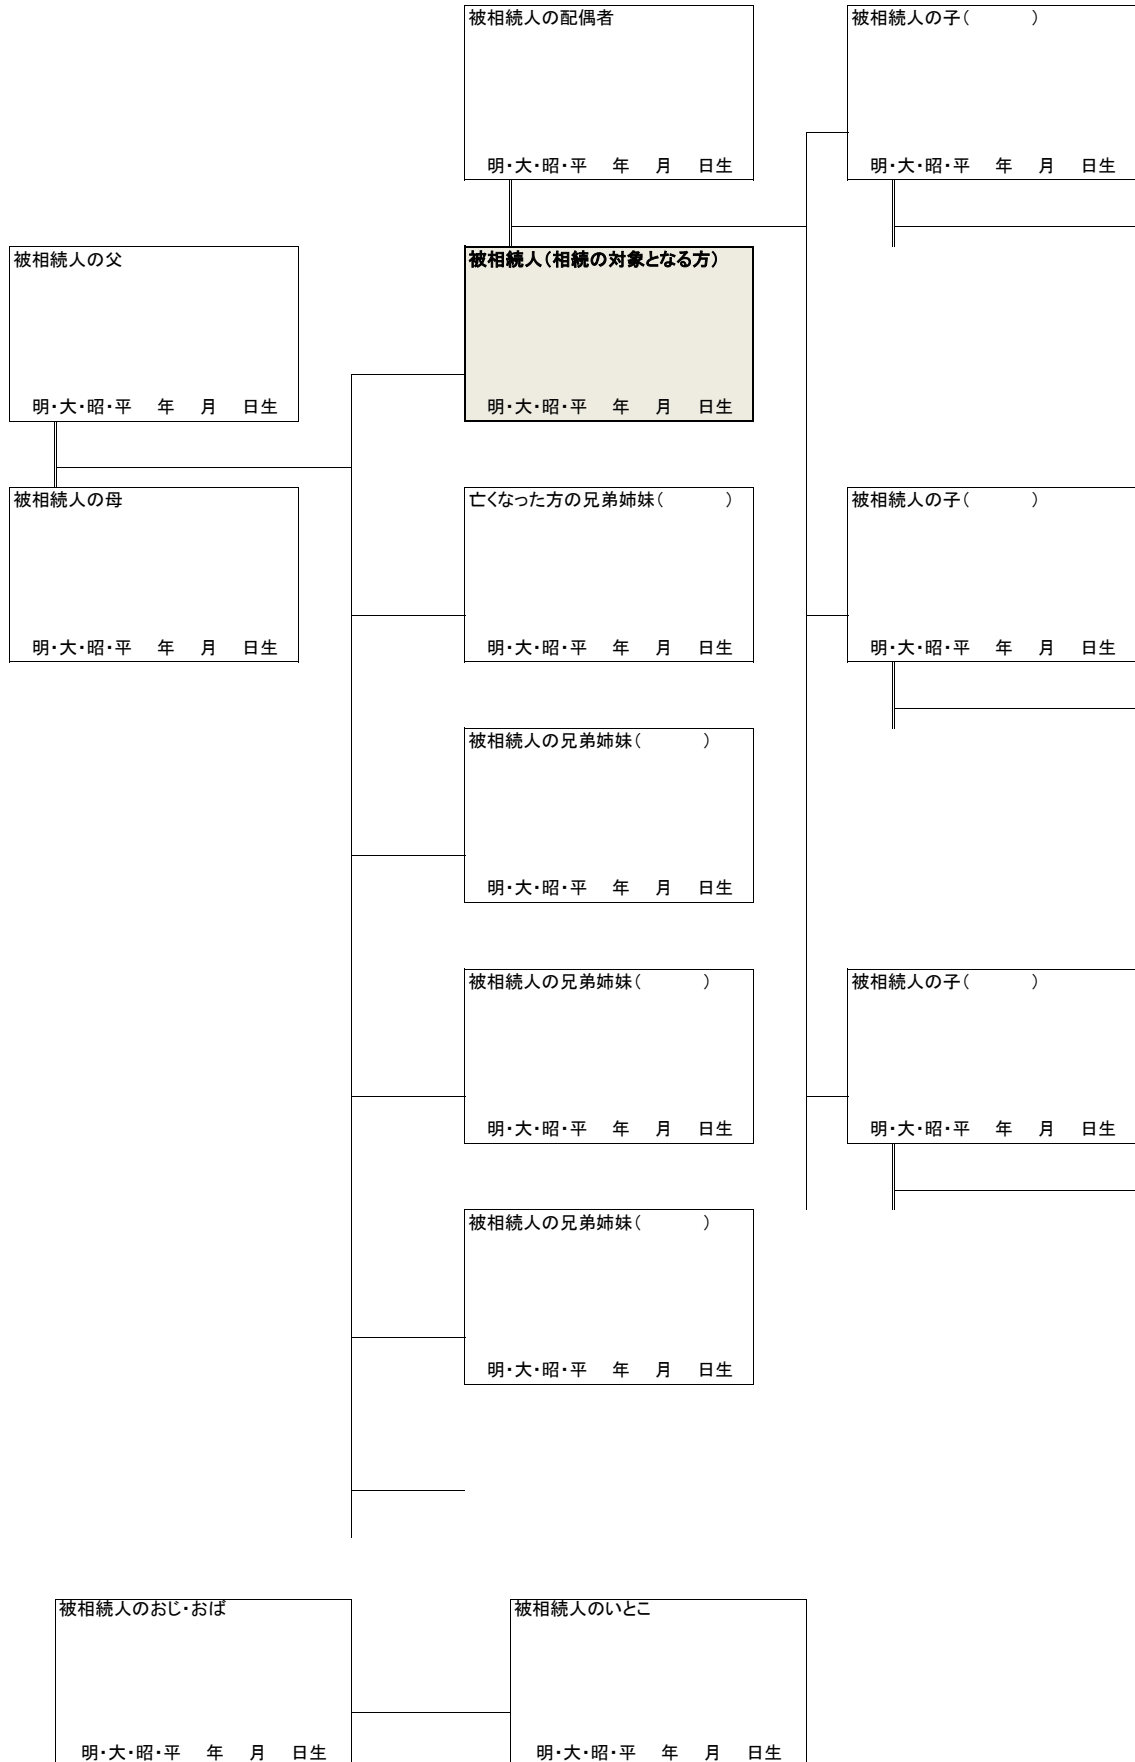 被相続人の配偶者
明・大・昭・平 年 月 日生
被相続人の子( )
明・大・昭・平 年 月 日生
被相続人の父
明・大・昭・平 年 月 日生
被相続人(相続の対象となる方)
明・大・昭・平 年 月 日生
被相続人の母
明・大・昭・平 年 月 日生
亡くなった方の兄弟姉妹( )
明・大・昭・平 年 月 日生
被相続人の子( )
明・大・昭・平 年 月 日生
被相続人の兄弟姉妹( )
明・大・昭・平 年 月 日生
被相続人の兄弟姉妹( )
明・大・昭・平 年 月 日生
被相続人の子( )
明・大・昭・平 年 月 日生
被相続人の兄弟姉妹( )
明・大・昭・平 年 月 日生
被相続人のおじ・おば
明・大・昭・平 年 月 日生
被相続人のいとこ
明・大・昭・平 年 月 日生